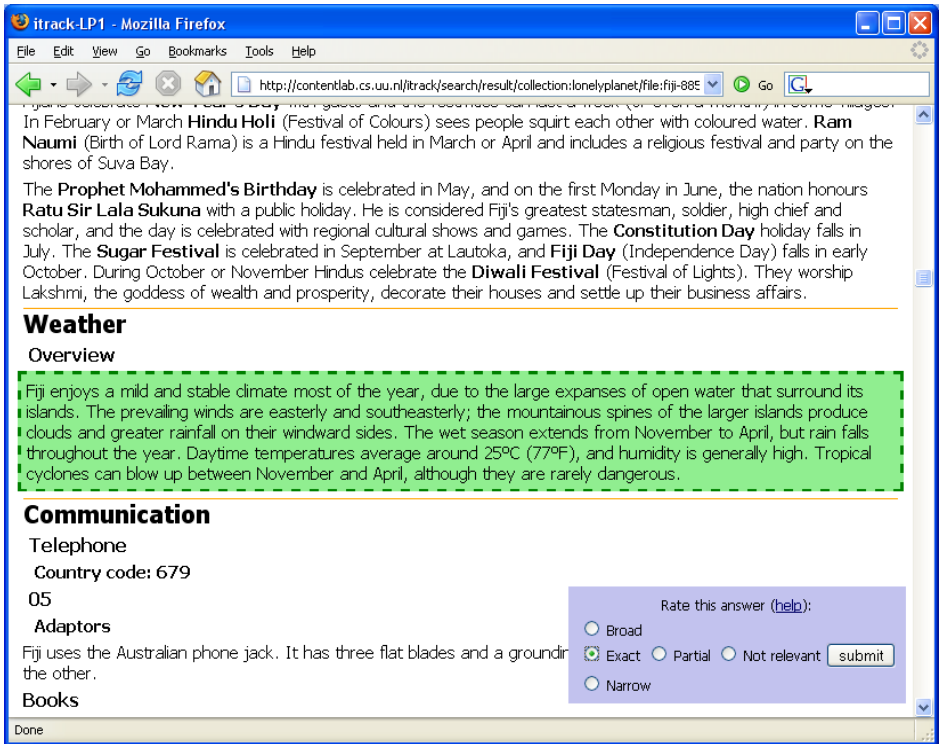 itrack-LP1 - Mozilla Firefox
File Edit View Go Bookmarks Tools Help
http://contentlab.cs.uu.nl/itrack/search/result/collection:lonelyplanet/file:fiji-885 Go G
In February or March Hindu Holi (Festival of Colours) sees people squirt each other with coloured water. Ram
Naumi (Birth of Lord Rama) is a Hindu festival held in March or April and includes a religious festival and party on the
shores of Suva Bay.
The Prophet Mohammed's Birthday is celebrated in May, and on the first Monday in June, the nation honours
Ratu Sir Lala Sukuna with a public holiday. He is considered Fiji's greatest statesman, soldier, high chief and
scholar, and the day is celebrated with regional cultural shows and games. The Constitution Day holiday falls in
July. The Sugar Festival is celebrated in September at Lautoka, and Fiji Day (Independence Day) falls in early
October. During October or November Hindus celebrate the Diwali Festival (Festival of Lights). They worship
Lakshmi, the goddess of wealth and prosperity, decorate their houses and settle up their business affairs.
Weather
Overview
Fiji enjoys a mild and stable climate most of the year, due to the large expanses of open water that surround its
islands. The prevailing winds are easterly and southeasterly; the mountainous spines of the larger islands produce
clouds and greater rainfall on their windward sides. The wet season extends from November to April, but rain falls
throughout the year. Daytime temperatures average around 25ºC (77ºF), and humidity is generally high. Tropical
cyclones can blow up between November and April, although they are rarely dangerous.
Communication
Telephone
Country code: 679
05
Adaptors
Fiji uses the Australian phone jack. It has three flat blades and a groundin
the other.
Books
Rate this answer (help):
Broad
Exact Partial Not relevant submit
Narrow
Done